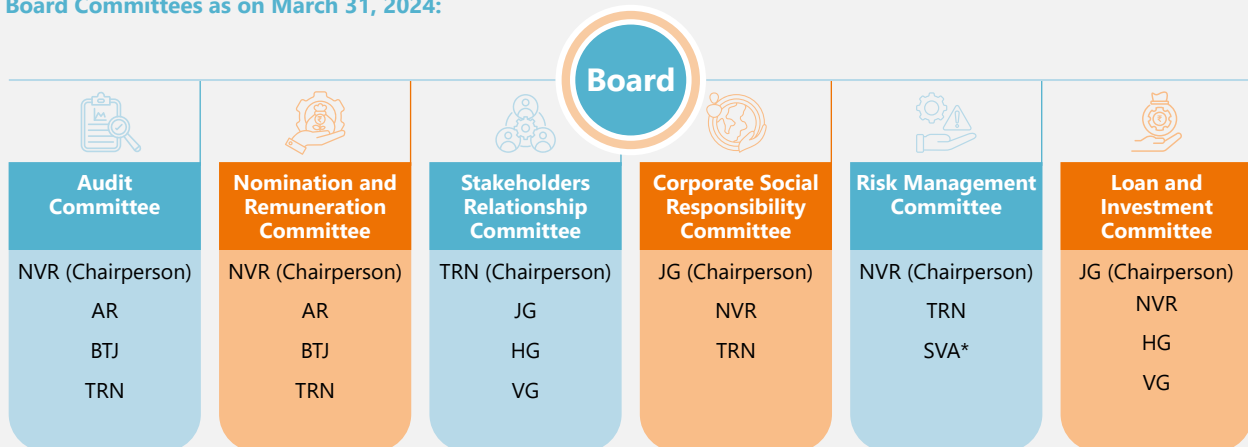 Board Committees as on March 31, 2024:
Board
Audit
Committee
NVR (Chairperson)
AR
BTJ
TRN
Nomination and
Remuneration
Committee
NVR (Chairperson)
AR
BTJ
TRN
Stakeholders
Relationship
Committee
TRN (Chairperson)
JG
HG
VG
Corporate Social
Responsibility
Committee
JG (Chairperson)
NVR
TRN
Risk Management
Committee
NVR (Chairperson)
TRN
SVA*
Loan and
Investment
Committee
JG (Chairperson)
NVR
HG
VG